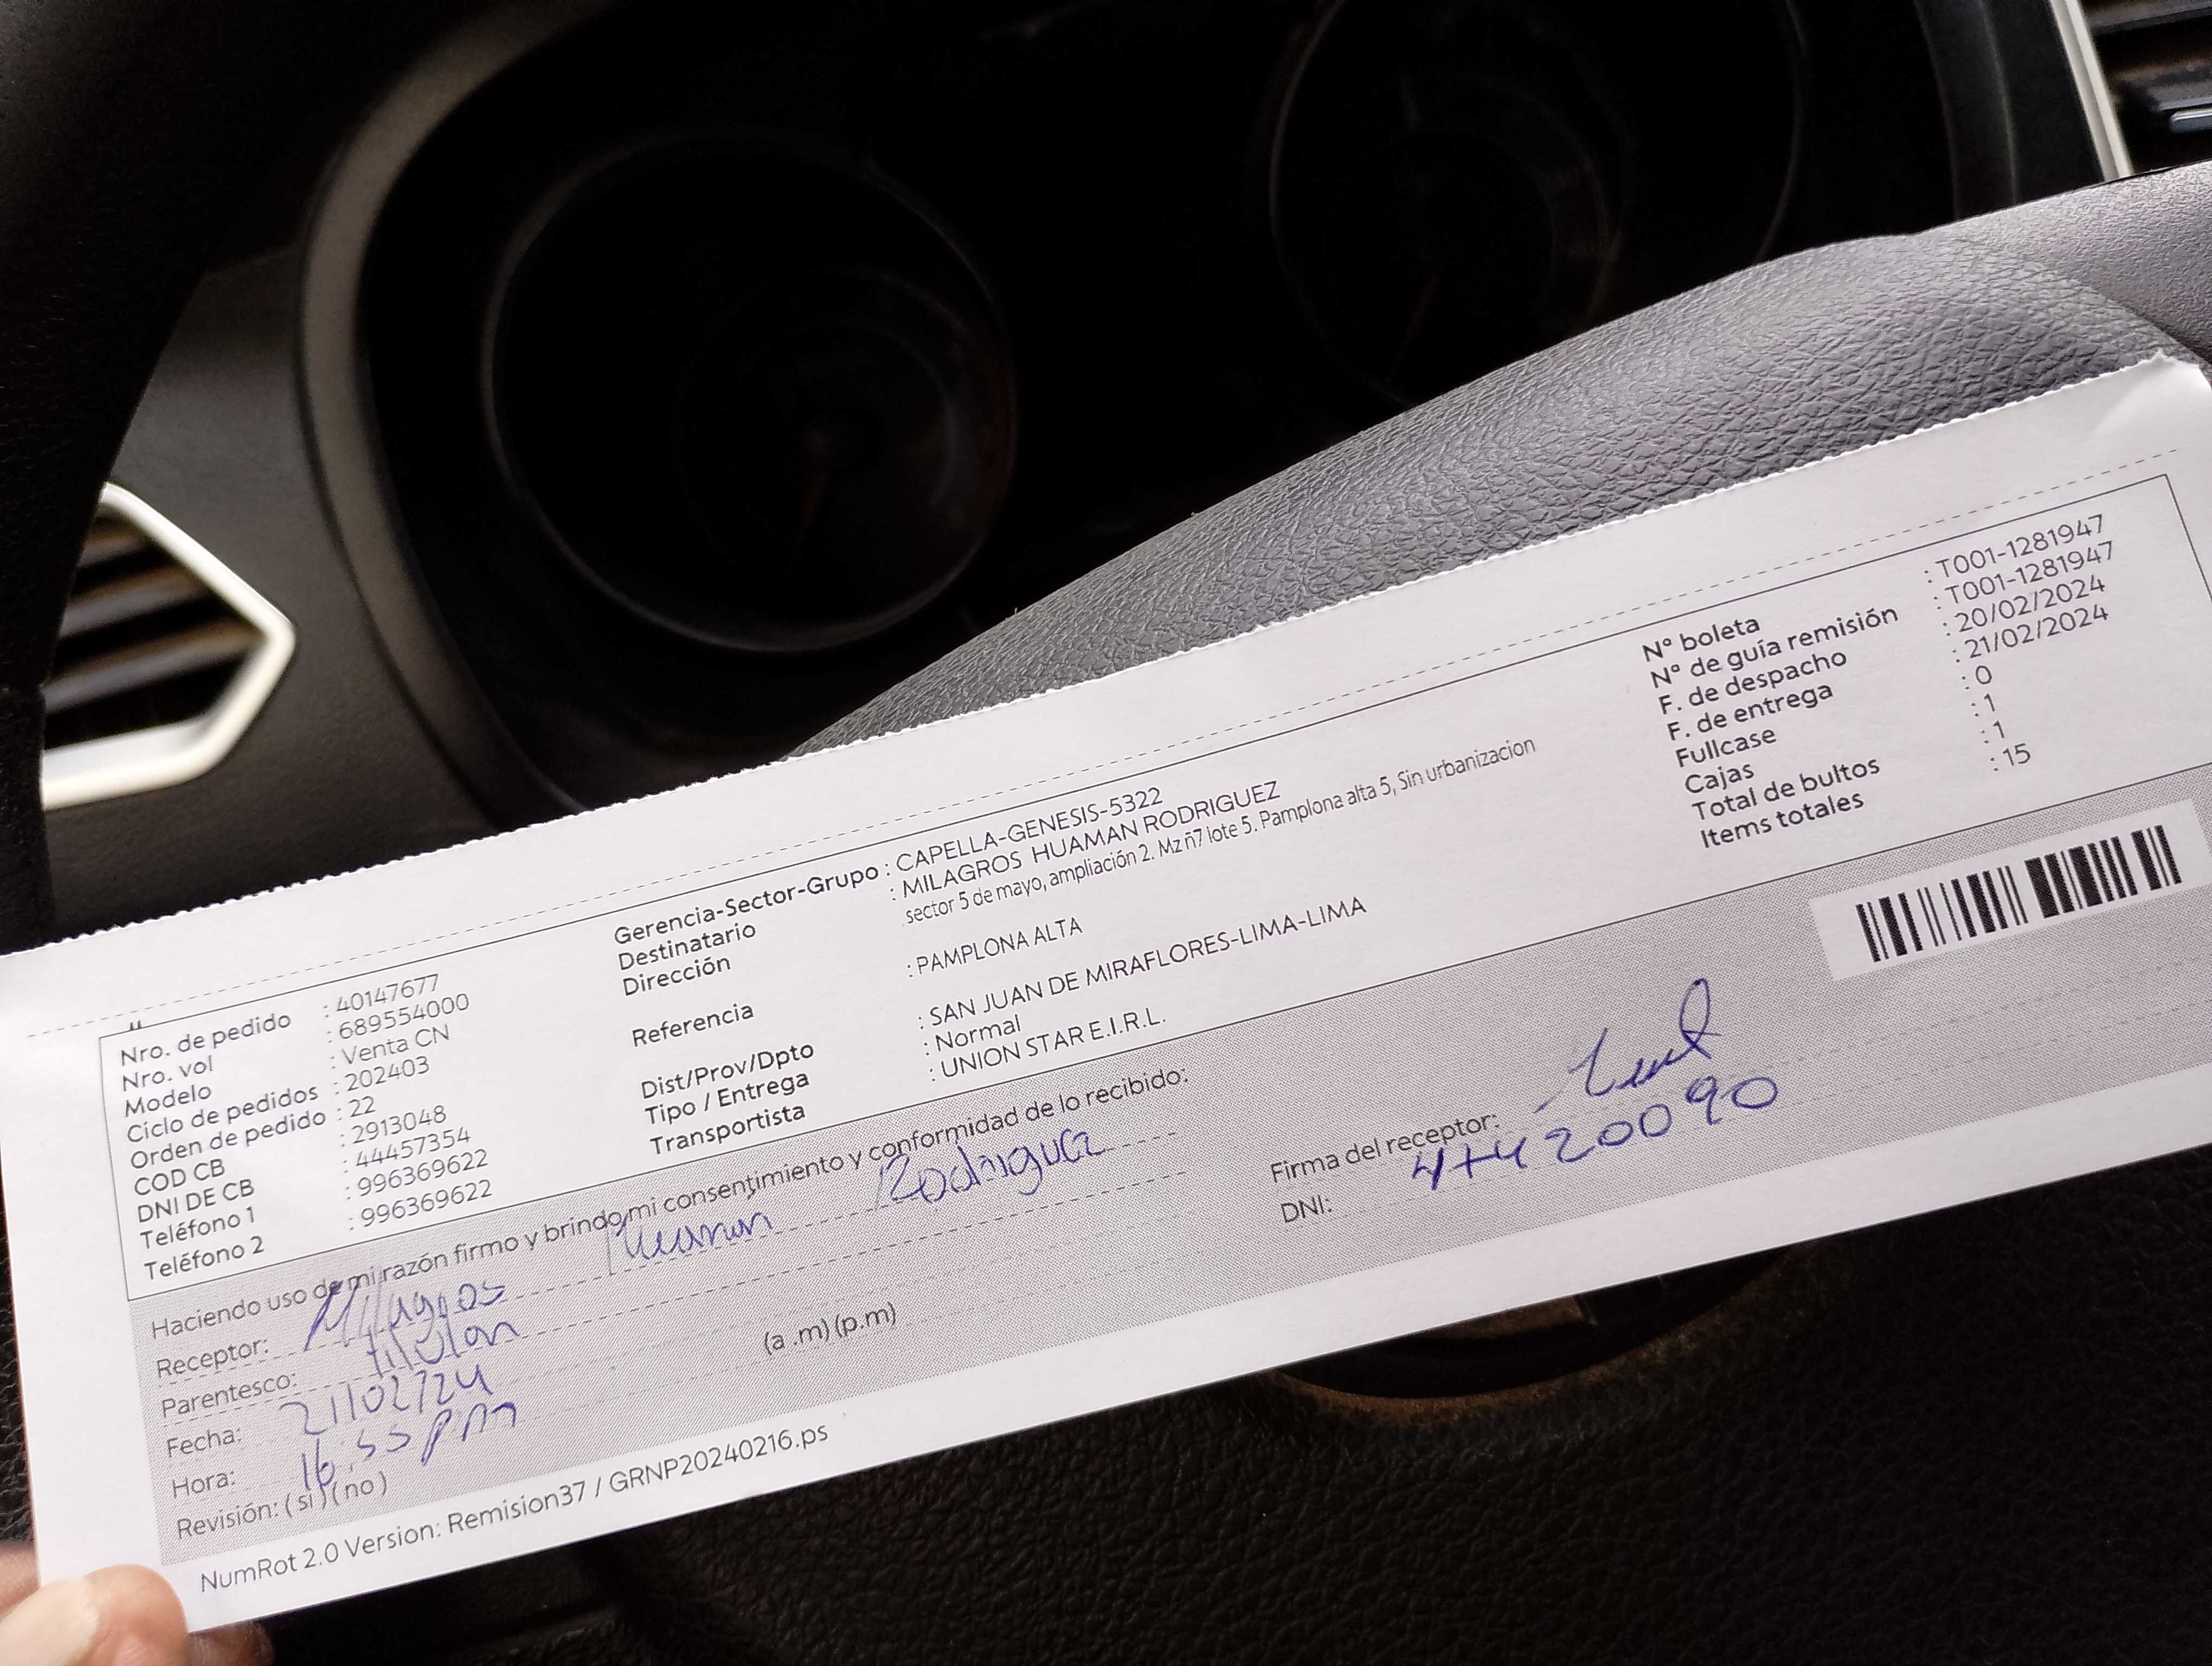 Nro. de pedido : 40147677
Nro. vol : 689554000
Modelo : Venta CN
Ciclo de pedidos : 202403
Orden de pedido : 22
COD CB : 2913048
DNI DE CB : 44457354
Teléfono 1 : 996369622
Teléfono 2 : 996369622
Gerencia-Sector-Grupo : CAPELLA-GENESIS-5322
Destinatario : MILAGROS HUAMAN RODRIGUEZ
Dirección sector 5 de mayo, ampliación 2. Mz ñ7 lote 5. Pamplona alta 5, Sin urbanizacion
Referencia : PAMPLONA ALTA
Dist/Prov/Dpto : SAN JUAN DE MIRAFLORES-LIMA-LIMA
Tipo / Entrega : Normal
Transportista : UNION STAR E.I.R.L.
N° boleta : T001-1281947
N° de guía remisión : T001-1281947
F. de despacho : 20/02/2024
F. de entrega : 21/02/2024
Fullcase : 0
Cajas : 1
Total de bultos : 1
Items totales : 15
Haciendo uso de mi razón firmo y brindo mi consentimiento y conformidad de lo recibido:
Receptor: Milagros Huaman Rodriguez
Parentesco:
Fecha: 21/02/24
Hora: 16:55 pm (a .m) (p.m)
Revisión: ( si ) ( no )
Firma del receptor:
DNI:
NumRot 2.0 Version: Remision37 / GRNP20240216.ps